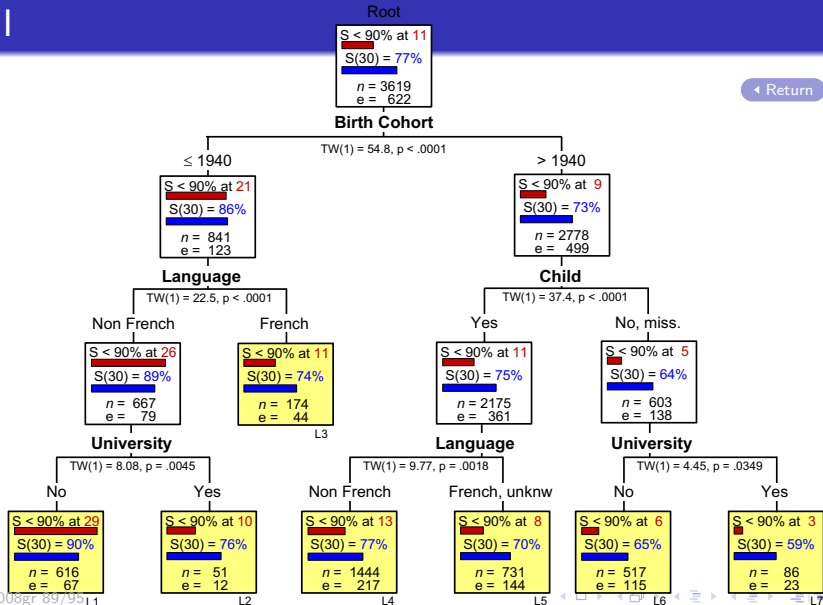 l
Root
S < 90% at 11
S(30) = 77%
n = 3619
e = 622
Return
Birth Cohort
TW(1) = 54.8, p < .0001
≤ 1940
> 1940
S < 90% at 21
S(30) = 86%
n = 841
e = 123
S < 90% at 9
S(30) = 73%
n = 2778
e = 499
Language
TW(1) = 22.5, p < .0001
Child
TW(1) = 37.4, p < .0001
Non French
French
Yes
No, miss.
S < 90% at 26
S(30) = 89%
n = 667
e = 79
S < 90% at 11
S(30) = 74%
n = 174
e = 44
L3
S < 90% at 11
S(30) = 75%
n = 2175
e = 361
S < 90% at 5
S(30) = 64%
n = 603
e = 138
University
TW(1) = 8.08, p = .0045
Language
TW(1) = 9.77, p = .0018
University
TW(1) = 4.45, p = .0349
No
Yes
Non French
French, unknw
No
Yes
S < 90% at 29
S(30) = 90%
n = 616
e = 67
L1
S < 90% at 10
S(30) = 76%
n = 51
e = 12
L2
S < 90% at 13
S(30) = 77%
n = 1444
e = 217
L4
S < 90% at 8
S(30) = 70%
n = 731
e = 144
L5
S < 90% at 6
S(30) = 65%
n = 517
e = 115
L6
S < 90% at 3
S(30) = 59%
n = 86
e = 23
L7
008gr 89/95